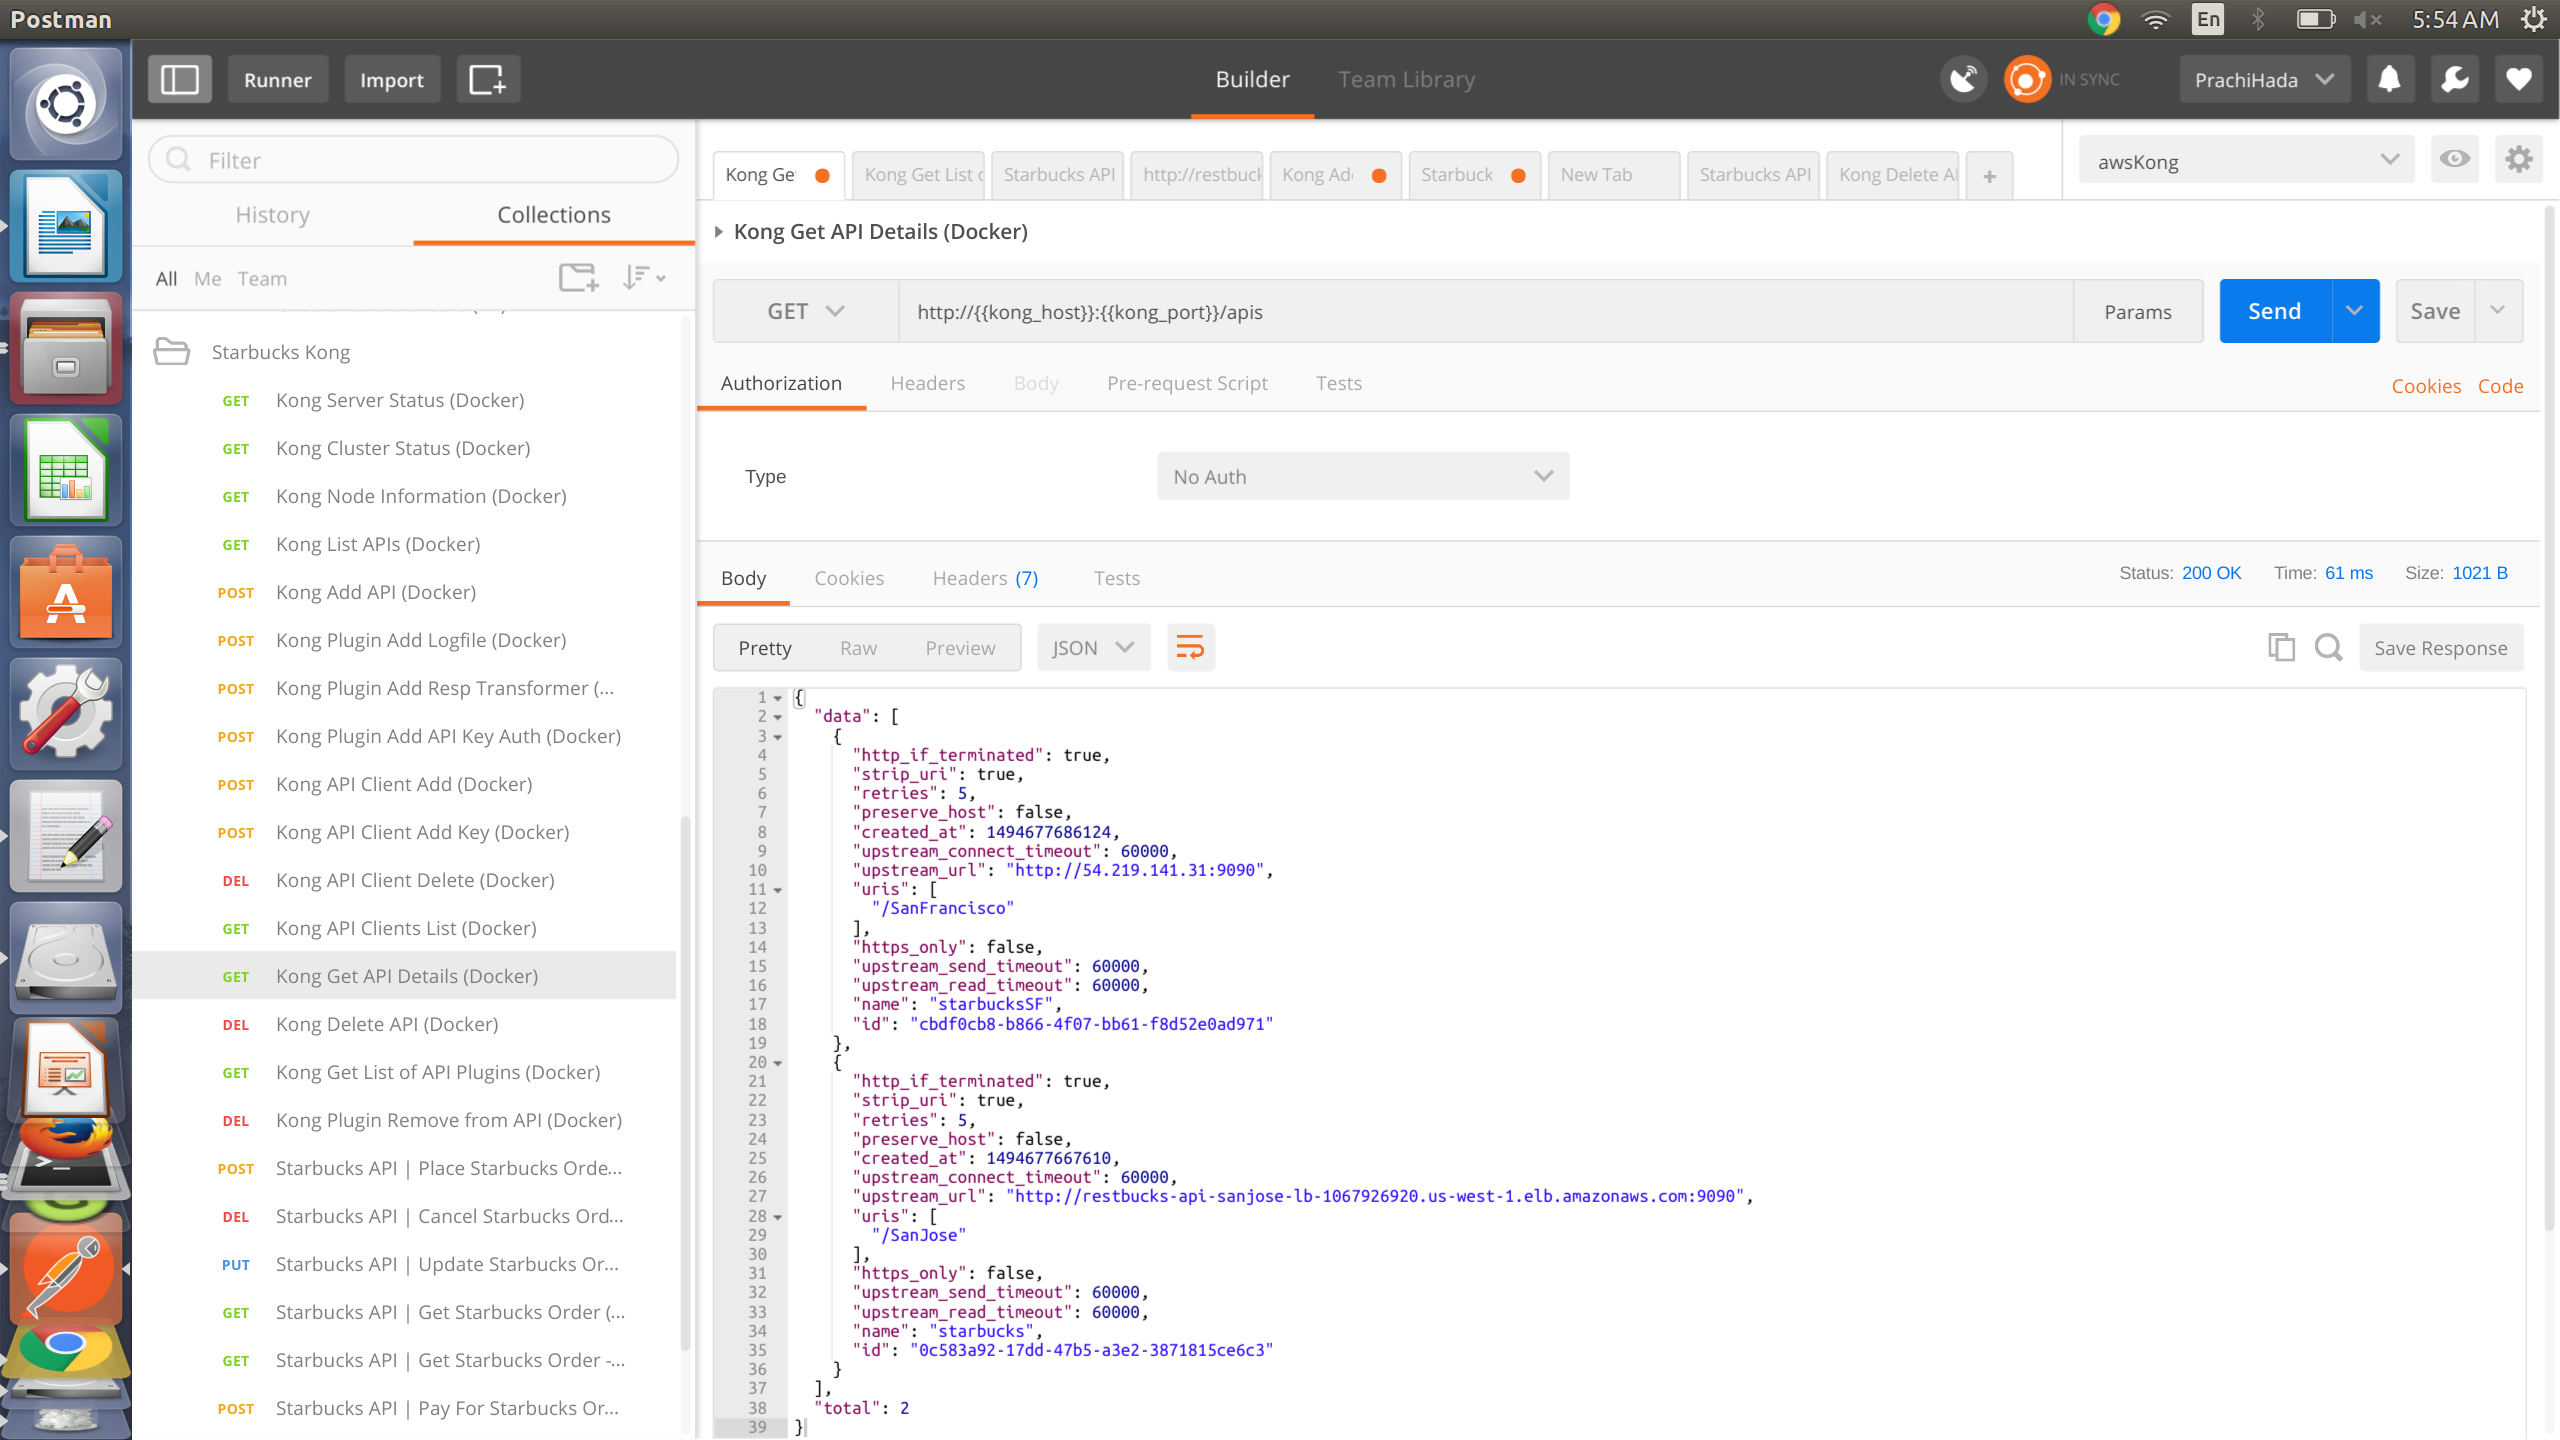 Postman
En
5:54 AM
Runner
Import
Builder
Team Library
IN SYNC
PrachiHada
Filter
History
Collections
All
Me
Team
Starbucks Kong
GET Kong Server Status (Docker)
GET Kong Cluster Status (Docker)
GET Kong Node Information (Docker)
GET Kong List APIs (Docker)
POST Kong Add API (Docker)
POST Kong Plugin Add Logfile (Docker)
POST Kong Plugin Add Resp Transformer (...
POST Kong Plugin Add API Key Auth (Docker)
POST Kong API Client Add (Docker)
POST Kong API Client Add Key (Docker)
DEL Kong API Client Delete (Docker)
GET Kong API Clients List (Docker)
GET Kong Get API Details (Docker)
DEL Kong Delete API (Docker)
GET Kong Get List of API Plugins (Docker)
DEL Kong Plugin Remove from API (Docker)
POST Starbucks API | Place Starbucks Orde...
DEL Starbucks API | Cancel Starbucks Ord...
PUT Starbucks API | Update Starbucks Or...
GET Starbucks API | Get Starbucks Order (...
GET Starbucks API | Get Starbucks Order -...
POST Starbucks API | Pay For Starbucks Or...
Kong Ge
Kong Get List
Starbucks API
http://restbuck
Kong Ad
Starbuck
New Tab
Starbucks API
Kong Delete
+
awsKong
Kong Get API Details (Docker)
GET
http://{{kong_host}}:{{kong_port}}/apis
Params
Send
Save
Authorization
Headers
Body
Pre-request Script
Tests
Cookies
Code
Type
No Auth
Body
Cookies
Headers (7)
Tests
Status: 200 OK
Time: 61 ms
Size: 1021 B
Pretty
Raw
Preview
JSON
Save Response
1 {
2 "data": [
3 {
4 "http_if_terminated": true,
5 "strip_uri": true,
6 "retries": 5,
7 "preserve_host": false,
8 "created_at": 1494677686124,
9 "upstream_connect_timeout": 60000,
10 "upstream_url": "http://54.219.141.31:9090",
11 "uris": [
12 "/SanFrancisco"
13 ],
14 "https_only": false,
15 "upstream_send_timeout": 60000,
16 "upstream_read_timeout": 60000,
17 "name": "starbucksSF",
18 "id": "cbdf0cb8-b866-4f07-bb61-f8d52e0ad971"
19 },
20 {
21 "http_if_terminated": true,
22 "strip_uri": true,
23 "retries": 5,
24 "preserve_host": false,
25 "created_at": 1494677667610,
26 "upstream_connect_timeout": 60000,
27 "upstream_url": "http://restbucks-api-sanjose-lb-1067926920.us-west-1.elb.amazonaws.com:9090",
28 "uris": [
29 "/SanJose"
30 ],
31 "https_only": false,
32 "upstream_send_timeout": 60000,
33 "upstream_read_timeout": 60000,
34 "name": "starbucks",
35 "id": "0c583a92-17dd-47b5-a3e2-3871815ce6c3"
36 }
37 ],
38 "total": 2
39 }